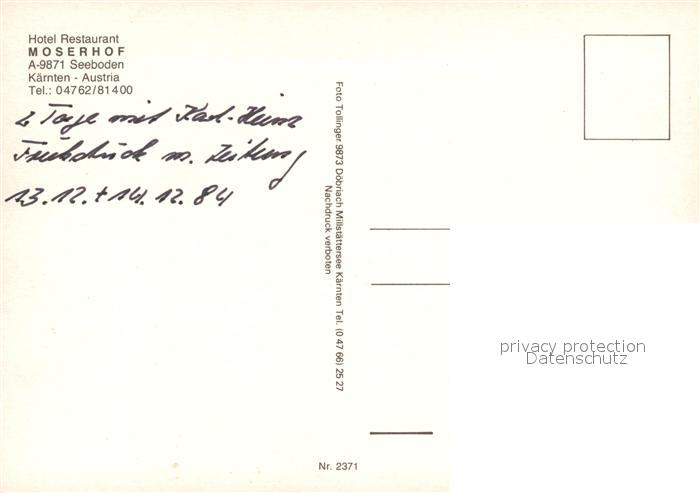 Hotel Restaurant
MOSERHOF
A-9871 Seeboden
Kärnten - Austria
Tel.: 04762/81400
2 Tage mit Karl-Heinz
Frühstück m. Zeitung
13.12. + 14.12.84
Foto Tollinger 9873 Döbriach Millstättersee Kärnten Tel. (0 47 66) 25 27
Nachdruck verboten
privacy protection
Datenschutz
Nr. 2371